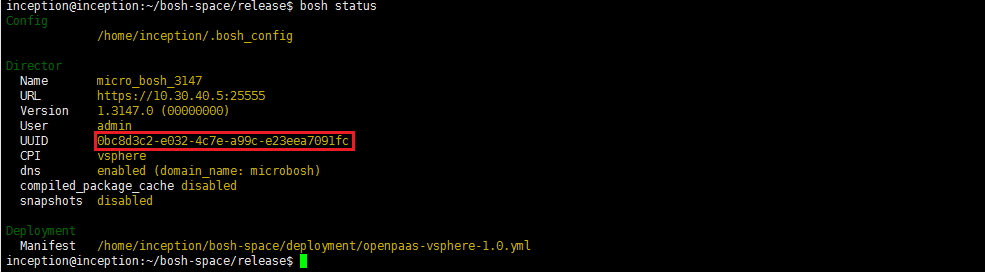 inception@inception:~/bosh-space/release$ bosh status
Config
/home/inception/.bosh_config
Director
Name micro_bosh_3147
URL https://10.30.40.5:25555
Version 1.3147.0 (00000000)
User admin
UUID 0bc8d3c2-e032-4c7e-a99c-e23eea7091fc
CPI vsphere
dns enabled (domain_name: microbosh)
compiled_package_cache disabled
snapshots disabled
Deployment
Manifest /home/inception/bosh-space/deployment/openpaas-vsphere-1.0.yml
inception@inception:~/bosh-space/release$